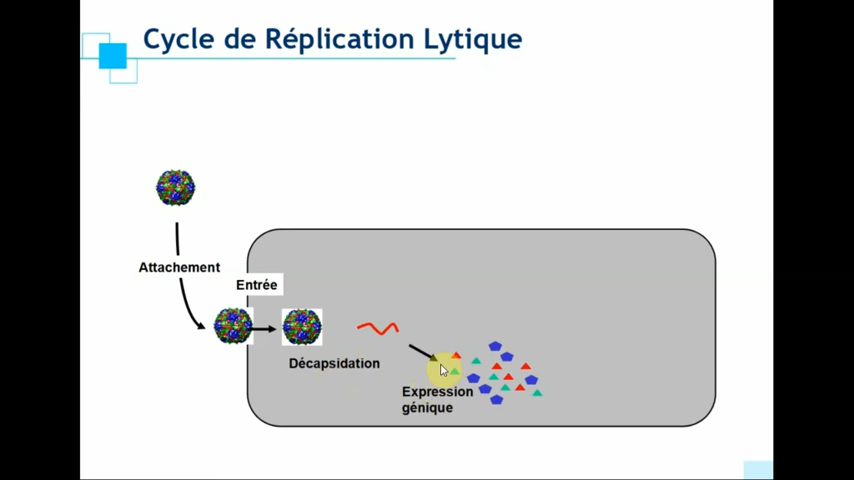 Cycle de Réplication Lytique
Attachement
Entrée
Décapsidation
Expression
génique